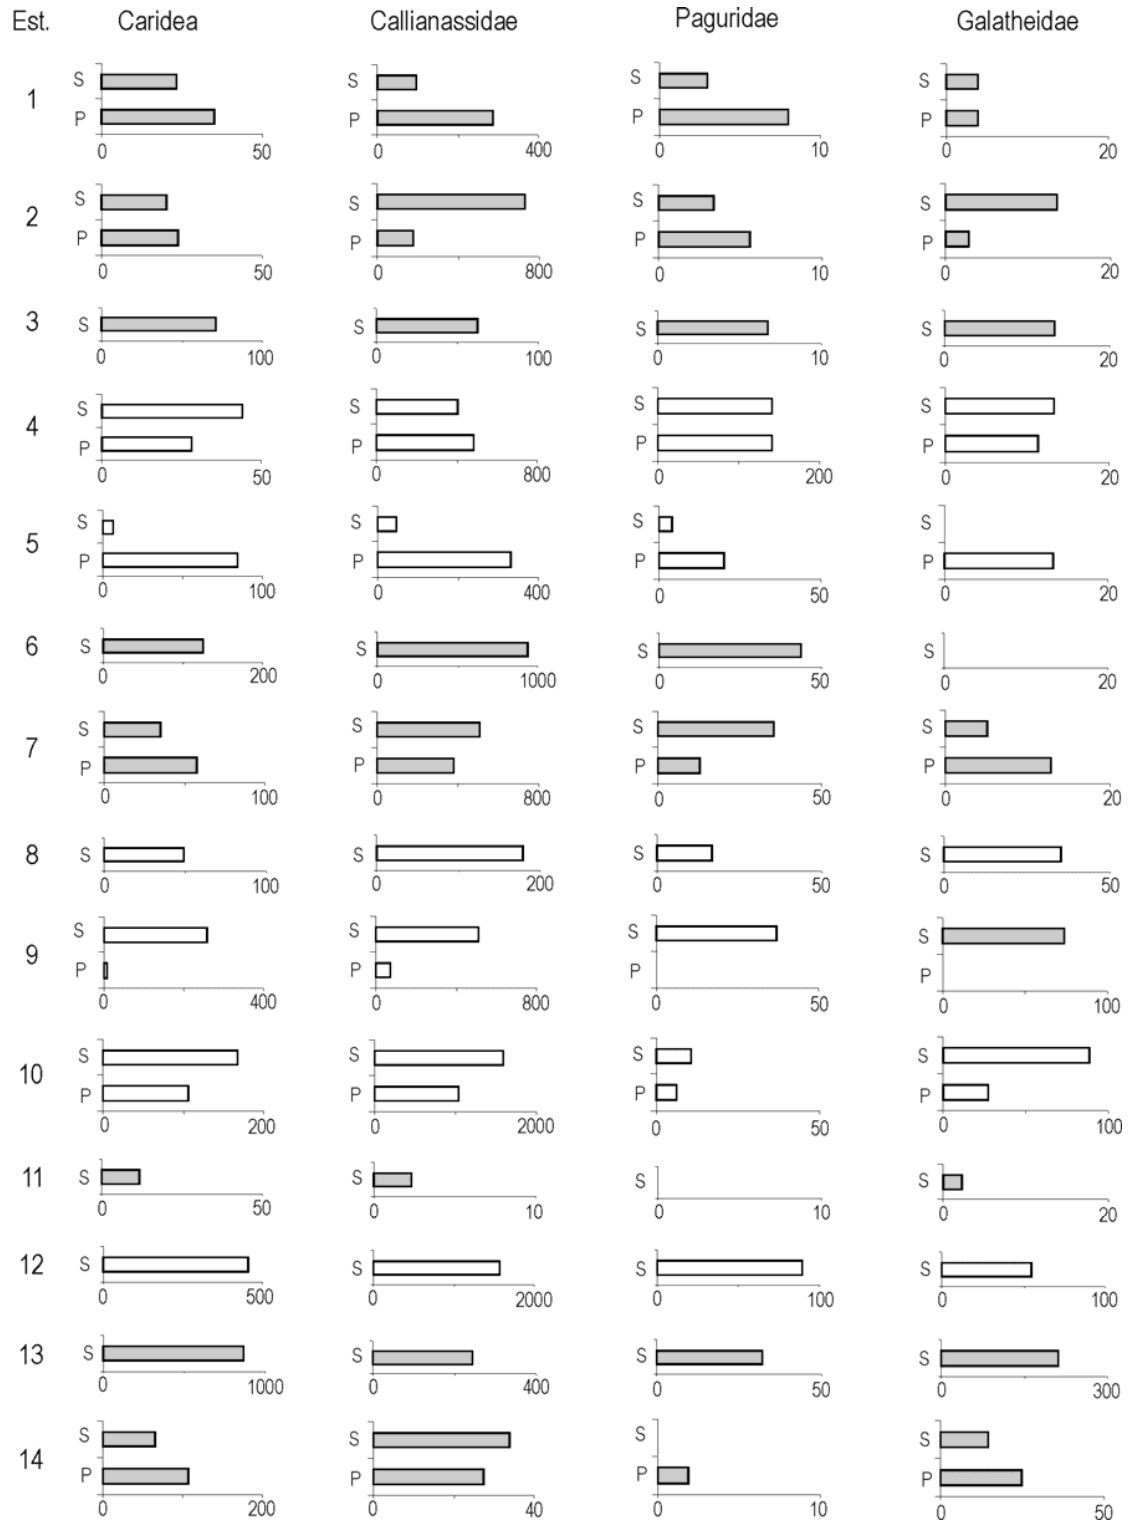 Est. Caridea Callianassidae Paguridae Galatheidae
S S S S
1
P P P P
0 50 0 400 0 10 0 20
S S S S
2
P P P P
0 50 0 800 0 10 0 20
3 S S S S
0 100 0 100 0 10 0 20
S S S S
4
P P P P
0 50 0 800 0 200 0 20
S S S S
5
P P P P
0 100 0 400 0 50 0 20
6 S S S S
0 200 0 1000 0 50 0 20
S S S S
7
P P P P
0 100 0 800 0 50 0 20
8 S S S S
0 100 0 200 0 50 0 50
S S S S
9
P P P P
0 400 0 800 0 50 0 100
S S S S
10
P P P P
0 200 0 2000 0 50 0 100
11 S S S S
0 50 0 10 0 10 0 20
12 S S S S
0 500 0 2000 0 100 0 100
13 S S S S
0 1000 0 400 0 50 0 300
S S S S
14
P P P P
0 200 0 40 0 10 0 50